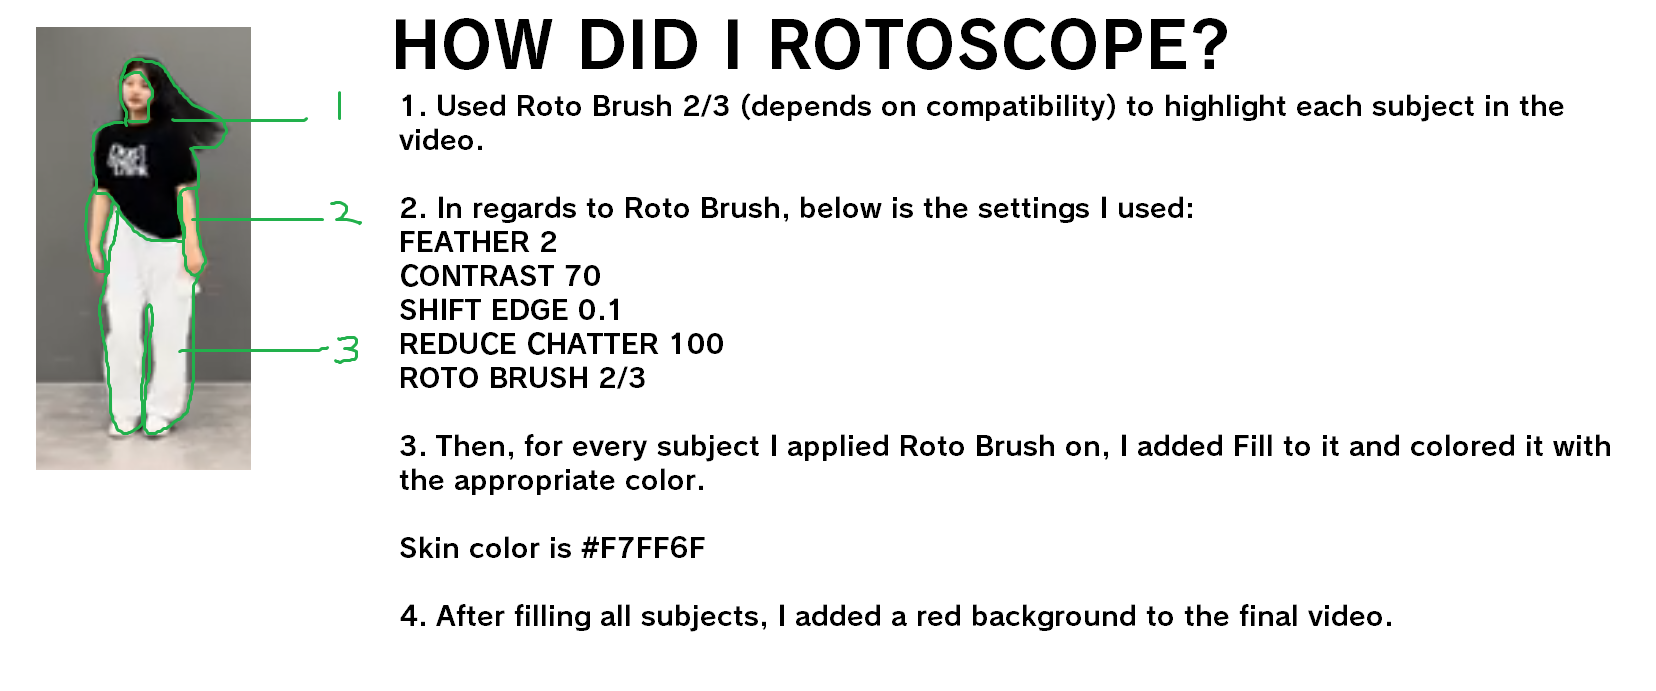 HOW DID I ROTOSCOPE?
1
1. Used Roto Brush 2/3 (depends on compatibility) to highlight each subject in the
video.
2
2. In regards to Roto Brush, below is the settings I used:
FEATHER 2
CONTRAST 70
SHIFT EDGE 0.1
3
REDUCE CHATTER 100
ROTO BRUSH 2/3
3. Then, for every subject I applied Roto Brush on, I added Fill to it and colored it with
the appropriate color.
Skin color is #F7FF6F
4. After filling all subjects, I added a red background to the final video.